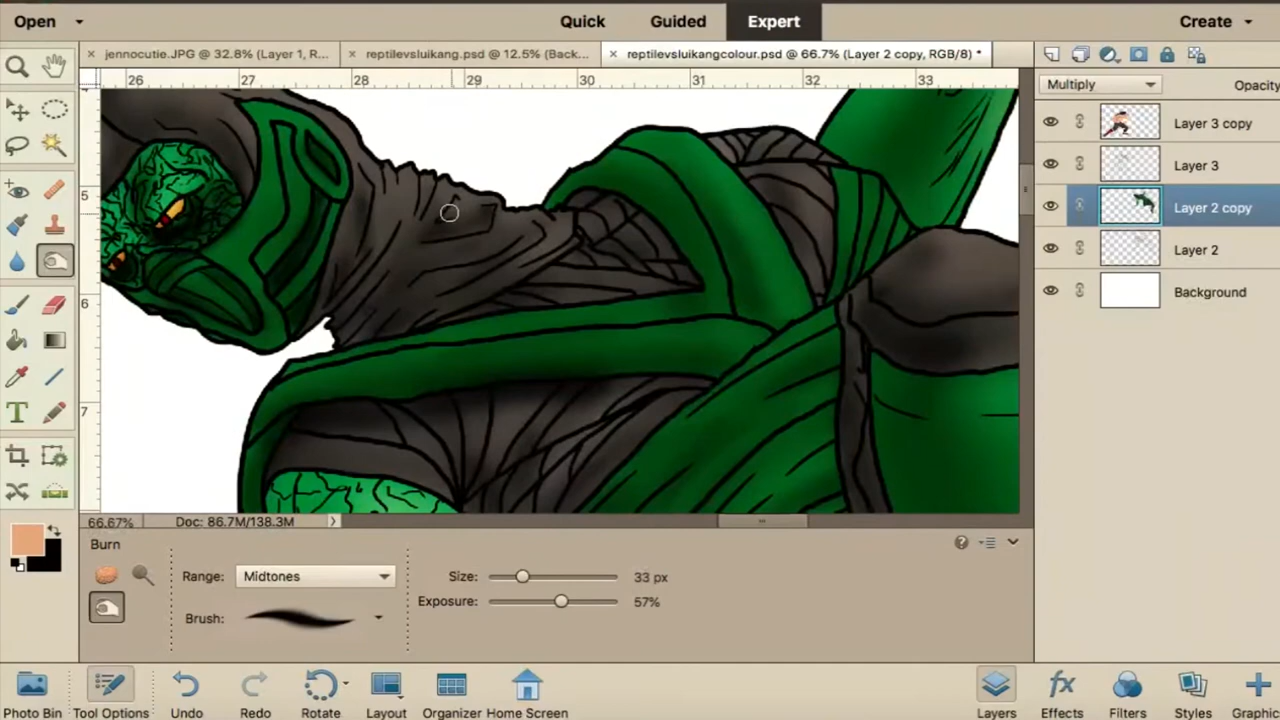 Open
Quick
Guided
Expert
Create
× jennocutie.JPG @ 32.8% (Layer 1, R...
× reptilevsluikang.psd @ 12.5% (Back...
× reptilevsluikangcolour.psd @ 66.7% (Layer 2 copy, RGB/8) *
26 27 28 29 30 31 32 33
5
6
7
Multiply
Opacity
Layer 3 copy
Layer 3
Layer 2 copy
Layer 2
Background
T
66.67%
Doc: 86.7M/138.3M
Burn
Range: Midtones
Brush:
Size: 33 px
Exposure: 57%
Photo Bin
Tool Options
Undo
Redo
Rotate
Layout
Organizer
Home Screen
Layers
fx
Effects
Filters
Styles
Graphic